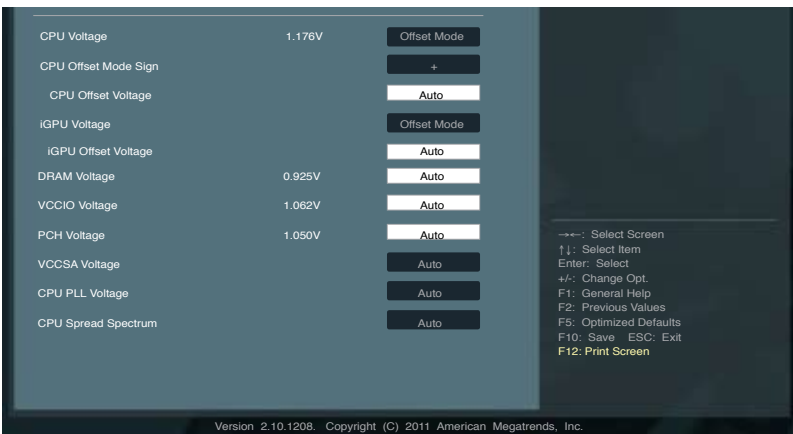 CPU Voltage 1.176V Offset Mode
CPU Offset Mode Sign +
CPU Offset Voltage Auto
iGPU Voltage Offset Mode
iGPU Offset Voltage Auto
DRAM Voltage 0.925V Auto
VCCIO Voltage 1.062V Auto
PCH Voltage 1.050V Auto
VCCSA Voltage Auto
CPU PLL Voltage Auto
CPU Spread Spectrum Auto
→←: Select Screen
↑↓: Select Item
Enter: Select
+/-: Change Opt.
F1: General Help
F2: Previous Values
F5: Optimized Defaults
F10: Save ESC: Exit
F12: Print Screen
Version 2.10.1208. Copyright (C) 2011 American Megatrends, Inc.